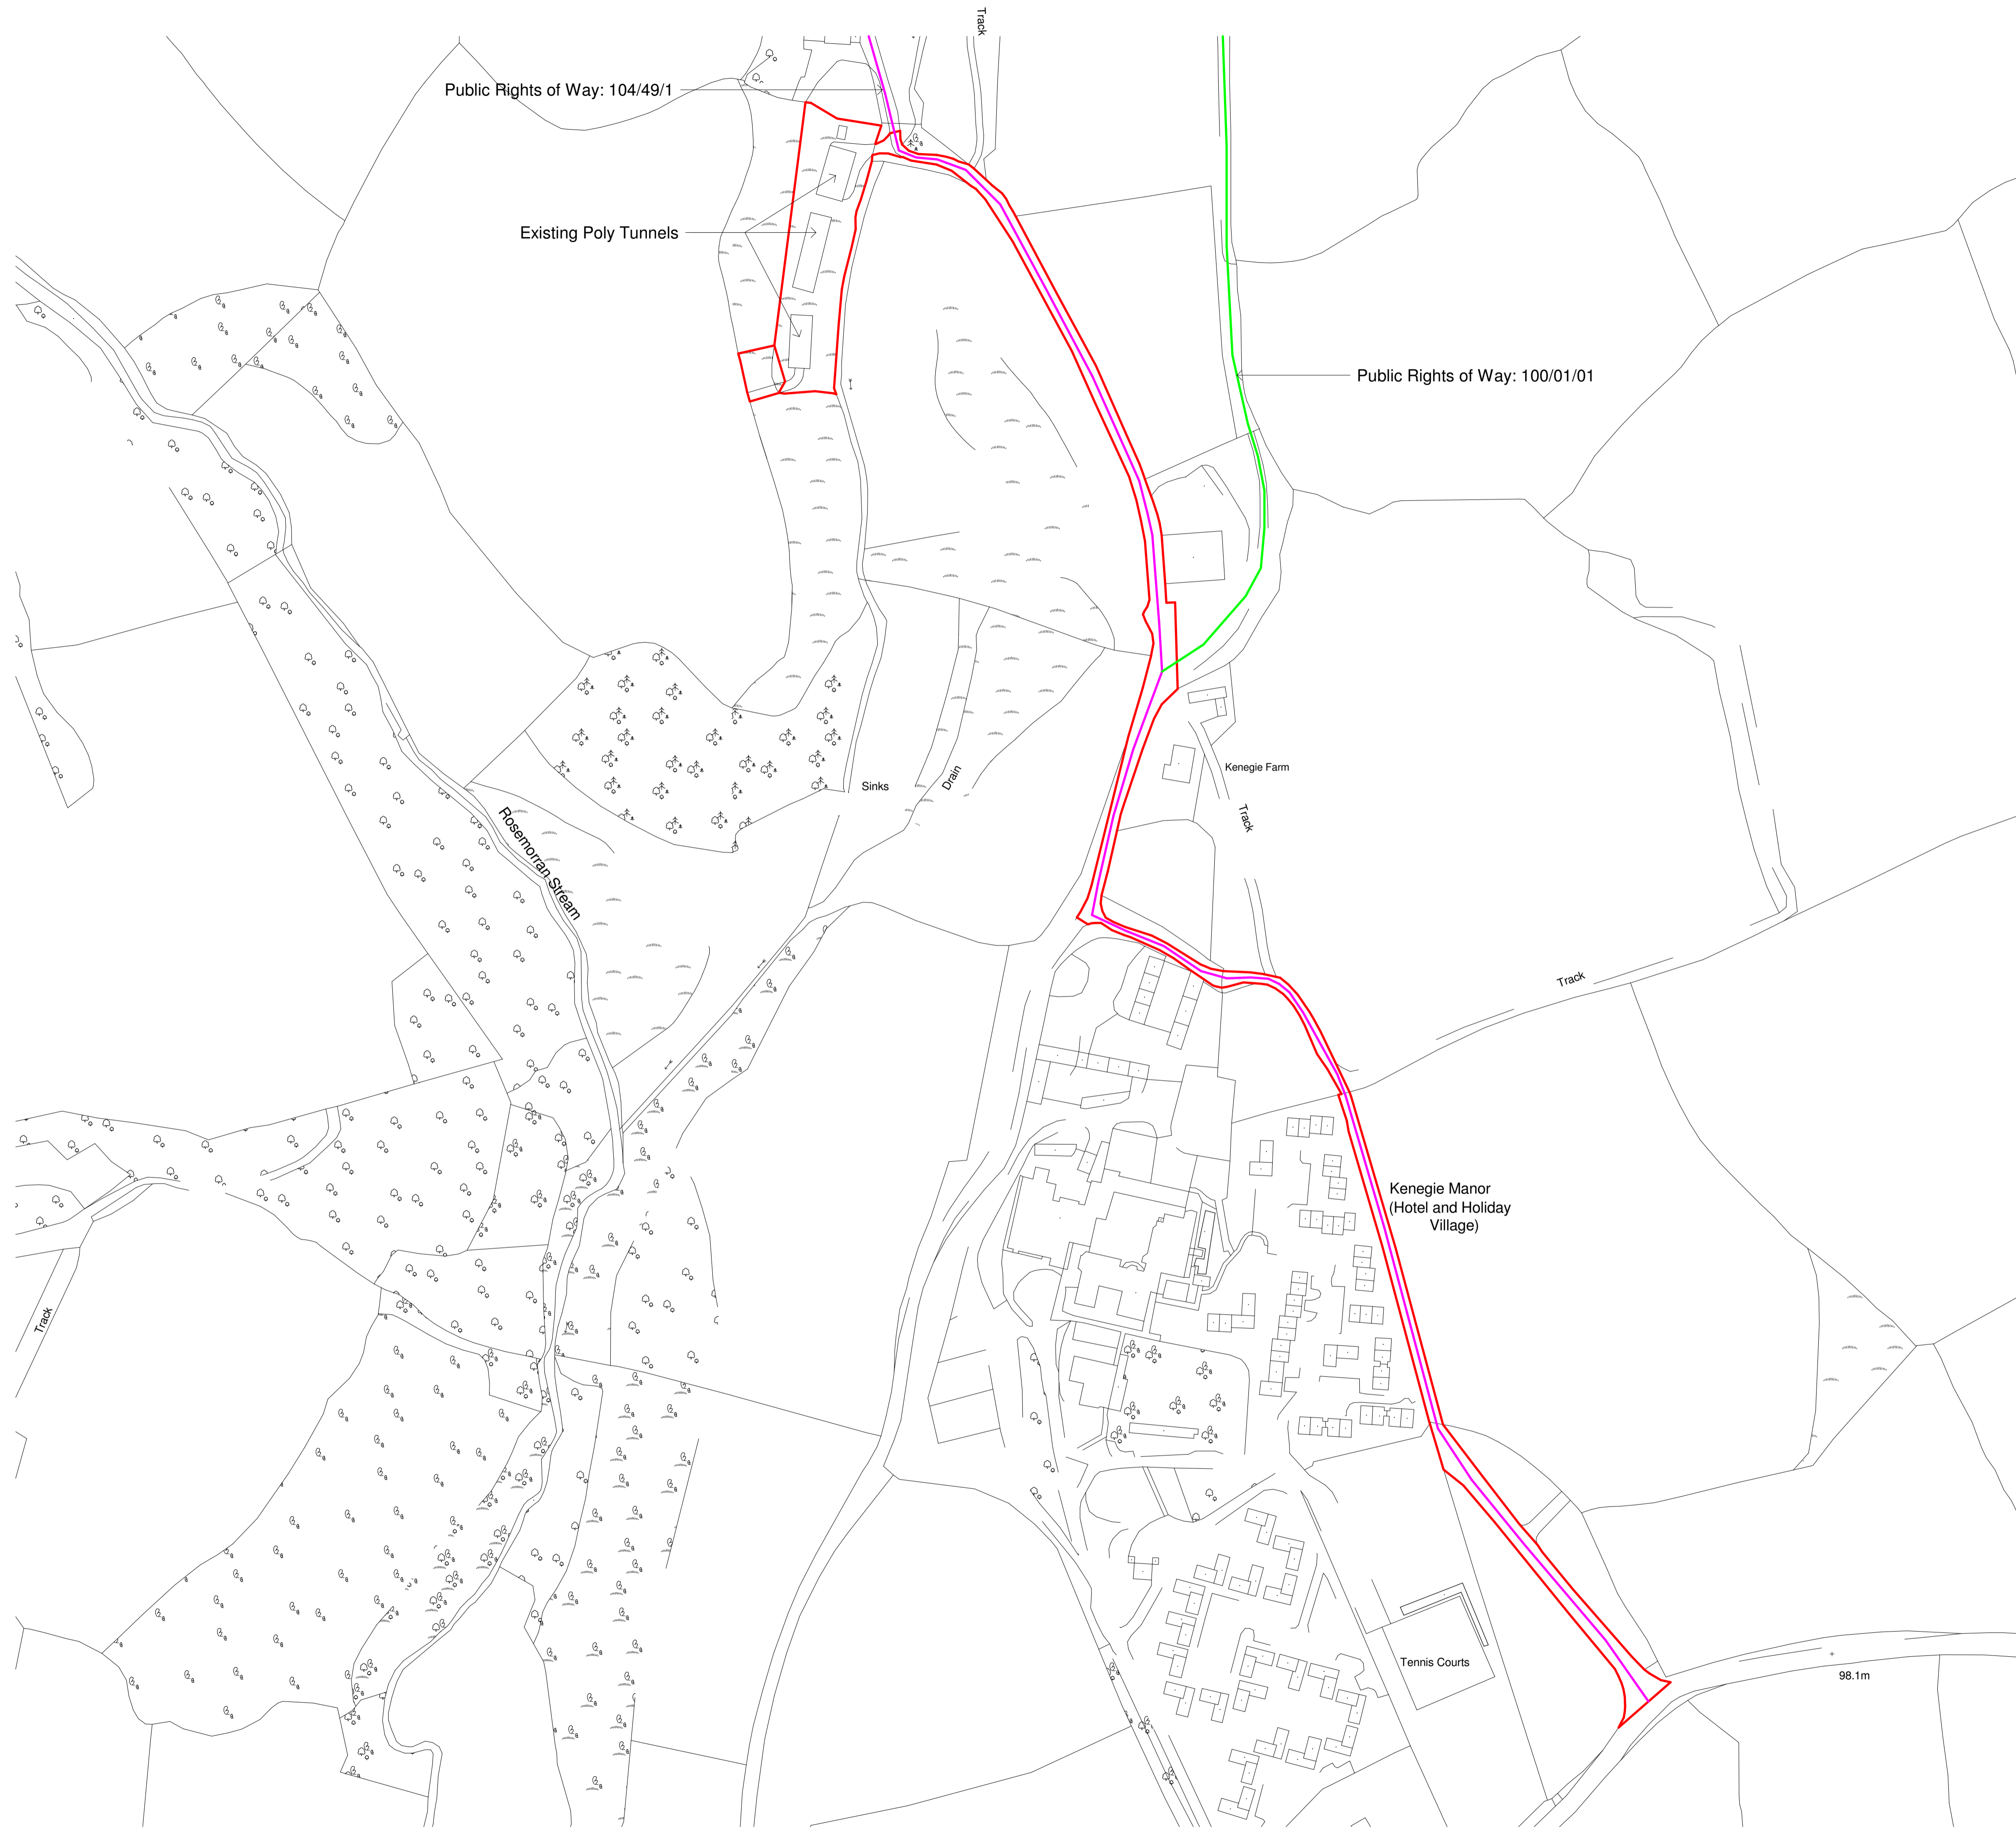 Track
Public Rights of Way: 104/49/1
Existing Poly Tunnels
Public Rights of Way: 100/01/01
Kenegie Farm
Sinks
Drain
Track
Rosemorran Stream
Track
Kenegie Manor
(Hotel and Holiday
Village)
Track
Tennis Courts
98.1m